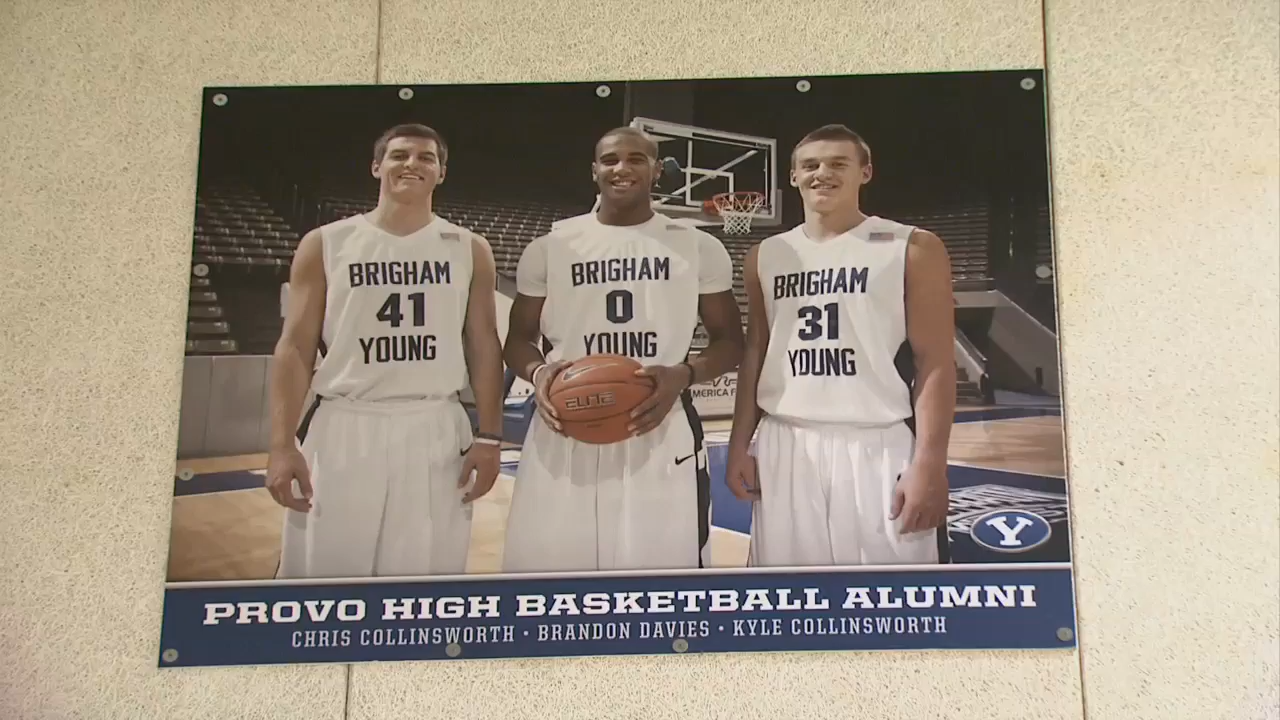 BRIGHAM
41
YOUNG
BRIGHAM
0
YOUNG
BRIGHAM
31
YOUNG
ELITE
Y
PROVO HIGH BASKETBALL ALUMNI
CHRIS COLLINSWORTH • BRANDON DAVIES • KYLE COLLINSWORTH